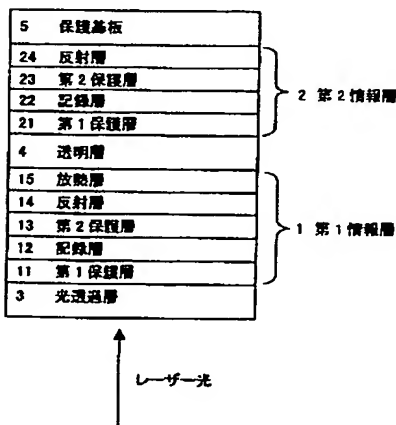 5 保護基板
24 反射層
23 第2保護層
22 記録層
21 第1保護層
2 第2情報層
4 透明層
15 放熱層
14 反射層
13 第2保護層
12 記録層
11 第1保護層
1 第1情報層
3 光透過層
レーザー光